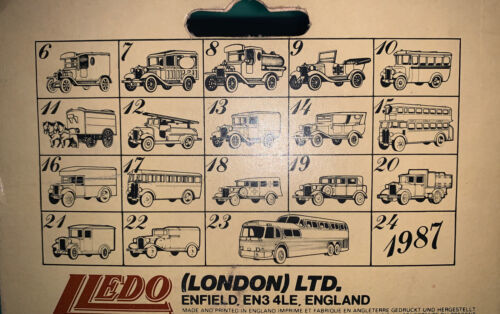 6 7 8 9 10
11 12 13 14 15
16 17 18 19 20
21 22 23 24
1987
LLEDO (LONDON) LTD.
ENFIELD, EN3 4LE, ENGLAND
MADE AND PRINTED IN ENGLAND IMPRIME ET FABRIQUE EN ANGLETERRE GEDRUCKT UND HERGESTELLT